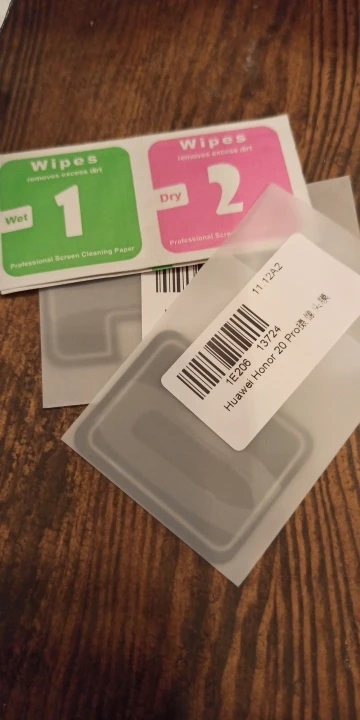 Wipes
removes excess dirt
Wet
1
Professional Screen Cleaning Paper
Wipes
removes excess dirt
Dry
2
Professional
11.12A2
1E206 13724
Huawei Honor 20 Pro